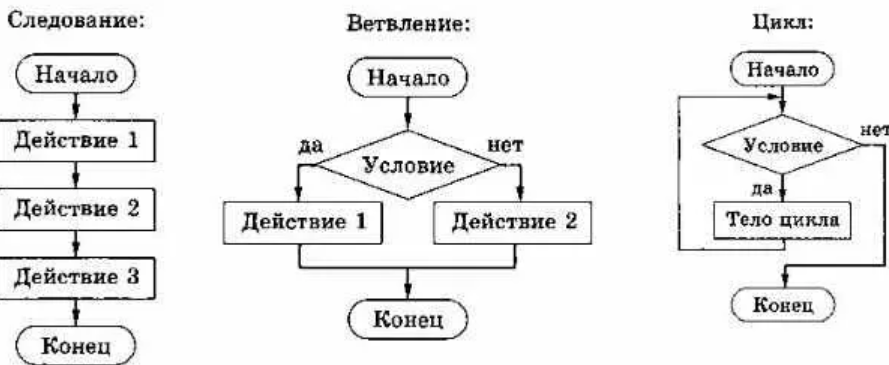 Следование:
Начало
Действие 1
Действие 2
Действие 3
Конец
Ветвление:
Начало
да
Условие
нет
Действие 1
Действие 2
Конец
Цикл:
Начало
Условие
нет
да
Тело цикла
Конец